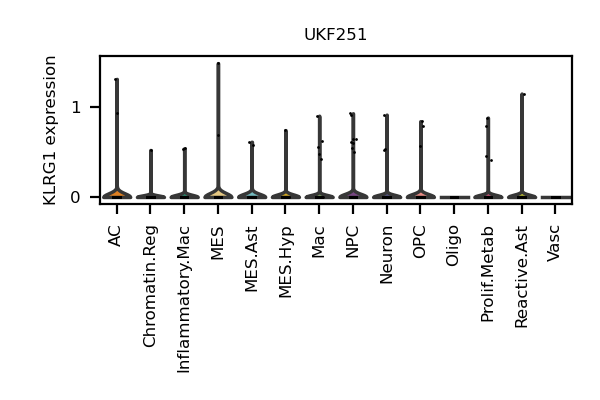 UKF251
KLRG1 expression
1
0
AC
Chromatin.Reg
Inflammatory.Mac
MES
MES.Ast
MES.Hyp
Mac
NPC
Neuron
OPC
Oligo
Prolif.Metab
Reactive.Ast
Vasc